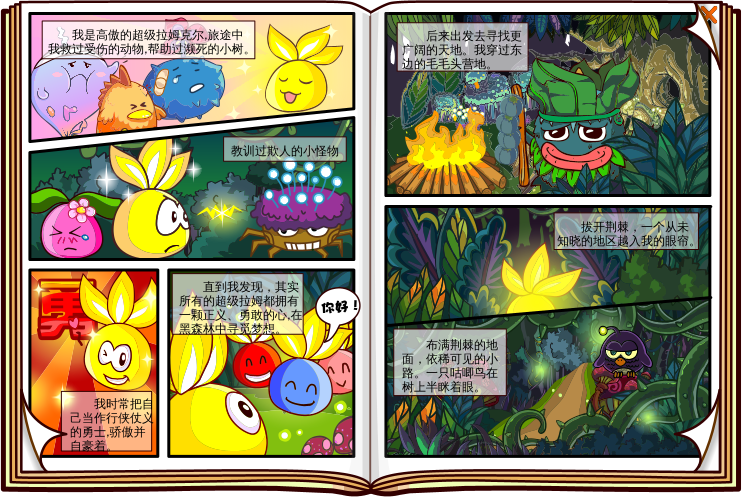 我是高傲的超级拉姆克尔,旅途中
我救过受伤的动物,帮助过濒死的小树。
教训过欺人的小怪物
勇
我时常把自
己当作行侠仗义
的勇士,骄傲并
自豪着。
直到我发现，其实
所有的超级拉姆都拥有
一颗正义、勇敢的心,在
黑森林中寻觅梦想。
你好！
后来出发去寻找更
广阔的天地。我穿过东
边的毛毛头营地。
拔开荆棘，一个从未
知晓的地区越入我的眼帘。
布满荆棘的地
面，依稀可见的小
路。一只咕唧鸟在
树上半眯着眼。